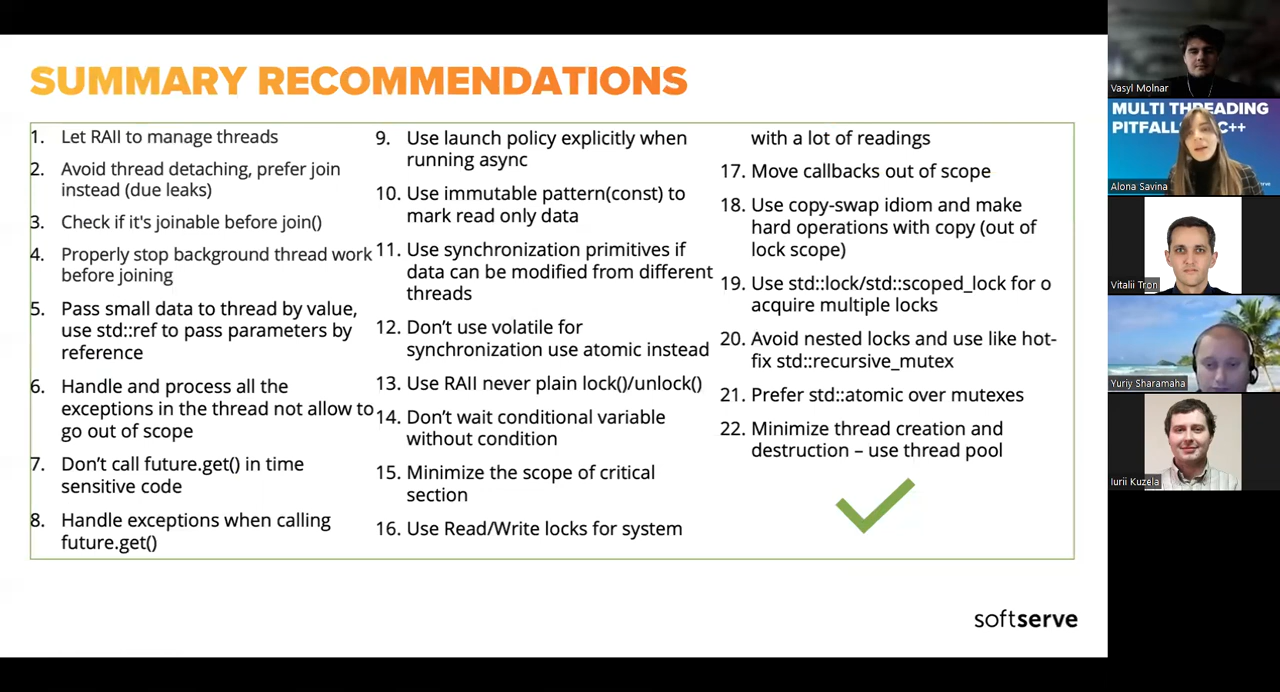 SUMMARY RECOMMENDATIONS
1. Let RAII to manage threads
2. Avoid thread detaching, prefer join
instead (due leaks)
3. Check if it's joinable before join()
4. Properly stop background thread work
before joining
5. Pass small data to thread by value,
use std::ref to pass parameters by
reference
6. Handle and process all the
exceptions in the thread not allow to
go out of scope
7. Don't call future.get() in time
sensitive code
8. Handle exceptions when calling
future.get()
9. Use launch policy explicitly when
running async
10. Use immutable pattern(const) to
mark read only data
11. Use synchronization primitives if
data can be modified from different
threads
12. Don't use volatile for
synchronization use atomic instead
13. Use RAII never plain lock()/unlock()
14. Don't wait conditional variable
without condition
15. Minimize the scope of critical
section
16. Use Read/Write locks for system
with a lot of readings
17. Move callbacks out of scope
18. Use copy-swap idiom and make
hard operations with copy (out of
lock scope)
19. Use std::lock/std::scoped_lock for o
acquire multiple locks
20. Avoid nested locks and use like hot-
fix std::recursive_mutex
21. Prefer std::atomic over mutexes
22. Minimize thread creation and
destruction – use thread pool
softserve
Vasyl Molnar
MULTI THREADING
C++
Alona Savina
Vitalii Tron
Yuriy Sharamaha
Iurii Kuzela